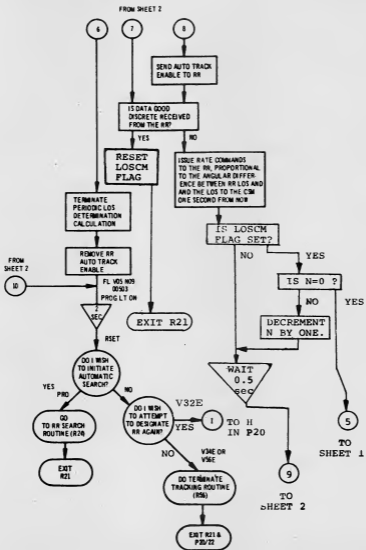 FROM SHEET 2
6
7
8
SEND AUTO TRACK
ENABLE TO RR
IS DATA GOOD
DISCRETE RECEIVED
FROM THE RR?
YES
NO
RESET
LOSCM
FLAG
ISSUE RATE COMMANDS
TO THE RR, PROPORTIONAL
TO THE ANGULAR DIFFER
ENCE BETWEEN RR LOS AND
AND THE LOS TO THE CSM
ONE SECOND FROM NOW
TERMINATE
PERIODIC LOS
DETERMINATION
CALCULATION
IS LOSCM
FLAG SET?
NO
YES
REMOVE RR
AUTO TRACK
ENABLE
FROM
SHEET 2
10
FL V05 N09
00503
PROG LT ON
SEC
IS N=0 ?
NO
YES
EXIT R21
DECREMENT
N BY ONE.
RSET
DO I WISH
TO INITIATE
AUTOMATIC
SEARCH?
YES
PRO
NO
WAIT
0.5
sec
GO
TO RR SEARCH
ROUTINE (R24)
DO I WISH
TO ATTEMPT
TO DESIGNATE
RR AGAIN?
V32E
YES
1
TO H
IN P20
5
TO
SHEET 1
EXIT
R21
NO
V34E OR
V56E
9
TO
SHEET 2
DO TERMINATE
TRACKING ROUTINE
(R56)
EXIT R21 &
P20/22